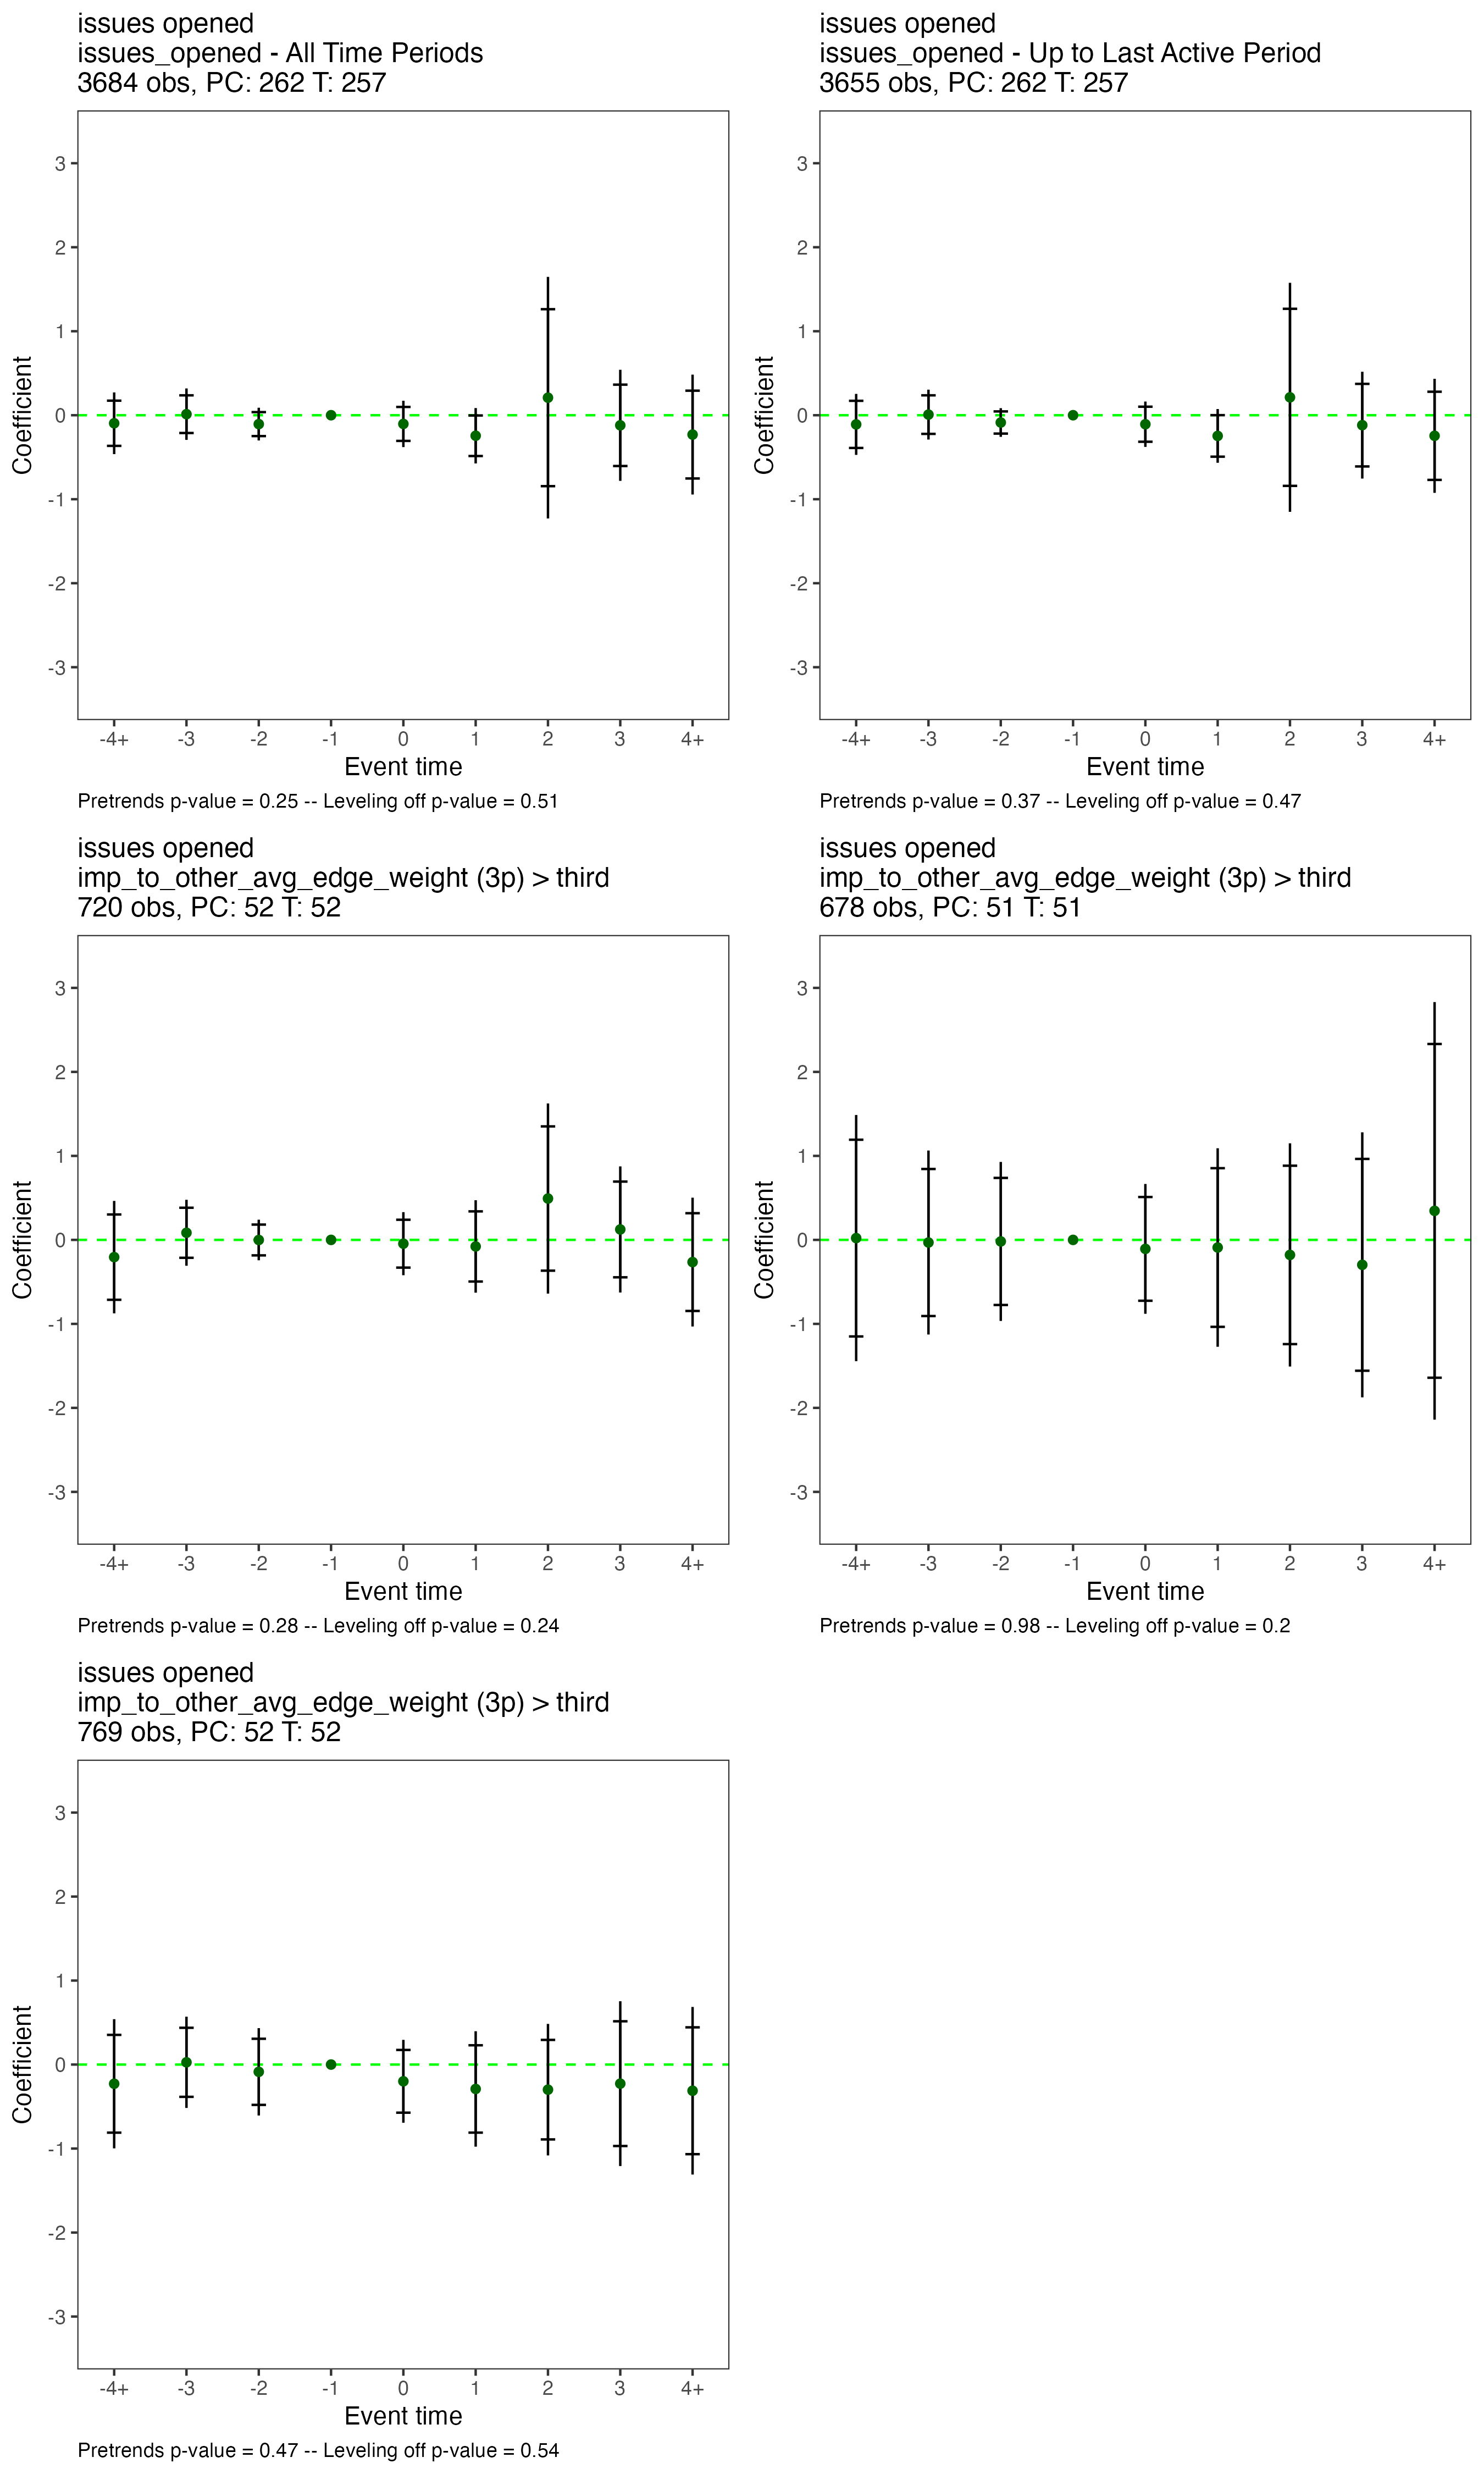 issues opened
issues_opened - All Time Periods
3684 obs, PC: 262 T: 257
3
2
1
0
-1
-2
-3
Coefficient
-4+ -3 -2 -1 0 1 2 3 4+
Event time
Pretrends p-value = 0.25 -- Leveling off p-value = 0.51
issues opened
issues_opened - Up to Last Active Period
3655 obs, PC: 262 T: 257
3
2
1
0
-1
-2
-3
Coefficient
-4+ -3 -2 -1 0 1 2 3 4+
Event time
Pretrends p-value = 0.37 -- Leveling off p-value = 0.47
issues opened
imp_to_other_avg_edge_weight (3p) > third
720 obs, PC: 52 T: 52
3
2
1
0
-1
-2
-3
Coefficient
-4+ -3 -2 -1 0 1 2 3 4+
Event time
Pretrends p-value = 0.28 -- Leveling off p-value = 0.24
issues opened
imp_to_other_avg_edge_weight (3p) > third
678 obs, PC: 51 T: 51
3
2
1
0
-1
-2
-3
Coefficient
-4+ -3 -2 -1 0 1 2 3 4+
Event time
Pretrends p-value = 0.98 -- Leveling off p-value = 0.2
issues opened
imp_to_other_avg_edge_weight (3p) > third
769 obs, PC: 52 T: 52
3
2
1
0
-1
-2
-3
Coefficient
-4+ -3 -2 -1 0 1 2 3 4+
Event time
Pretrends p-value = 0.47 -- Leveling off p-value = 0.54